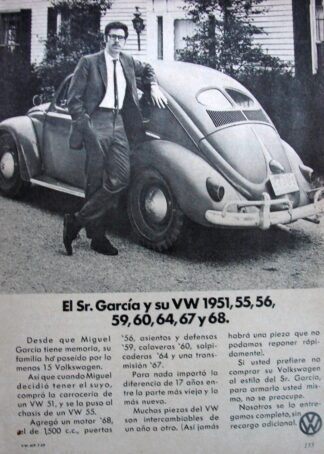 El Sr. García y su VW 1951, 55, 56,
59, 60, 64, 67 y 68.
Desde que Miguel
García tiene memoria, su
familia ha poseído por lo
menos 15 Volkswagen.
Así que cuando Miguel
decidió tener el suyo,
compró la carrocería de
un VW 51, y se la puso al
chasis de un VW 55.
Agregó un motor '68,
el de 1,500 c.c., puertas
'56, asientos y defensas
'59, calaveras '60, salpi-
caderas '64 y una trans-
misión '67.
Para nada importa la
diferencia de 17 años en-
tre la parte más vieja y la
más nueva.
Muchas piezas del VW
son intercambiables de
un año a otro. (Así jamás
habrá una pieza que no
podamos reponer rápi-
damente).
Si usted prefiere no
comprar su Volkswagen
al estilo del Sr. García,
para armarlo usted mis-
mo, no se preocupe.
Nosotros se lo entre-
gamos completo, sin
recargo adicional.